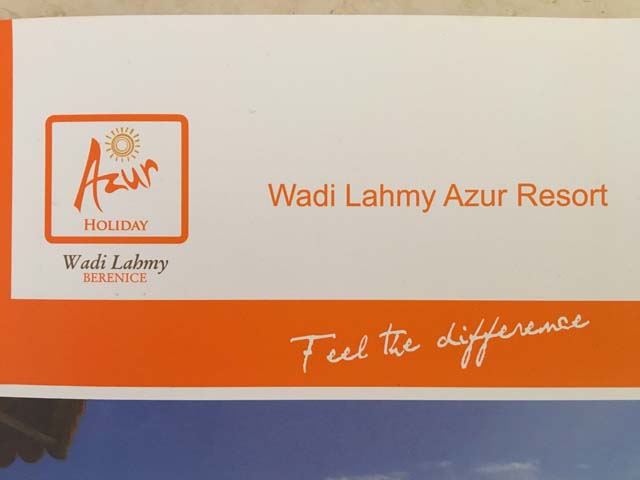 Azur
HOLIDAY
Wadi Lahmy
BERENICE
Wadi Lahmy Azur Resort
Feel the difference